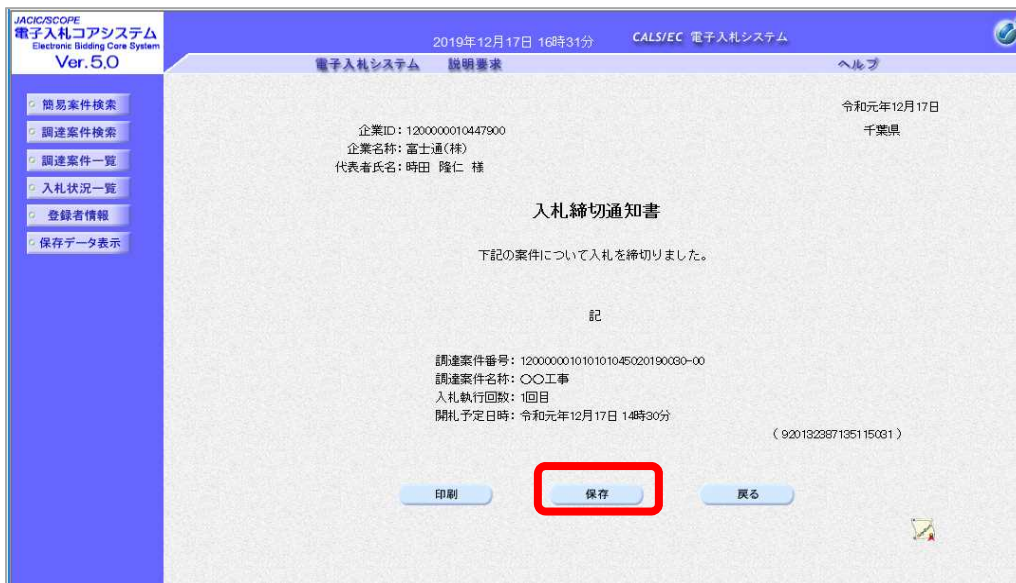 JACIC/SCOPE
電子入札コアシステム
Electronic Bidding Core System
Ver.5.0
2019年12月17日 16時31分
CALS/EC 電子入札システム
電子入札システム 説明要求 ヘルプ
簡易案件検索
調達案件検索
調達案件一覧
入札状況一覧
登録者情報
保存データ表示
令和元年12月17日
企業ID：1200000010447900 千葉県
企業名称：富士通(株)
代表者氏名：時田 隆仁 様
入札締切通知書
下記の案件について入札を締切りました。
記
調達案件番号：120000001010101045020190030-00
調達案件名称：〇〇工事
入札執行回数：1回目
開札予定日時：令和元年12月17日 14時30分
（920132387135115031）
印刷 保存 戻る